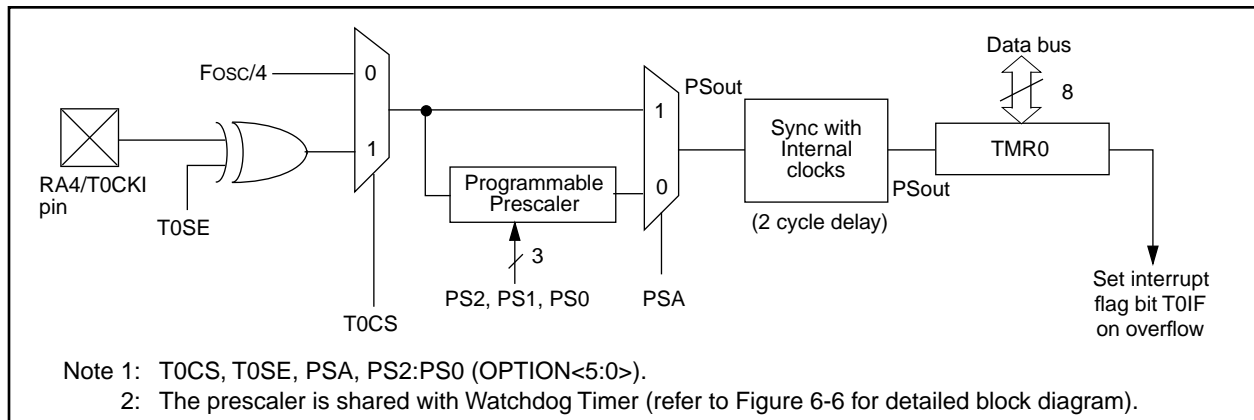 Data bus
8
FOSC/4
0
1
RA4/T0CKI
pin
T0SE
T0CS
Programmable
Prescaler
3
PS2, PS1, PS0
1
0
PSA
PSout
Sync with
Internal
clocks
(2 cycle delay)
PSout
TMR0
Set interrupt
flag bit T0IF
on overflow
Note 1: T0CS, T0SE, PSA, PS2:PS0 (OPTION<5:0>).
2: The prescaler is shared with Watchdog Timer (refer to Figure 6-6 for detailed block diagram).